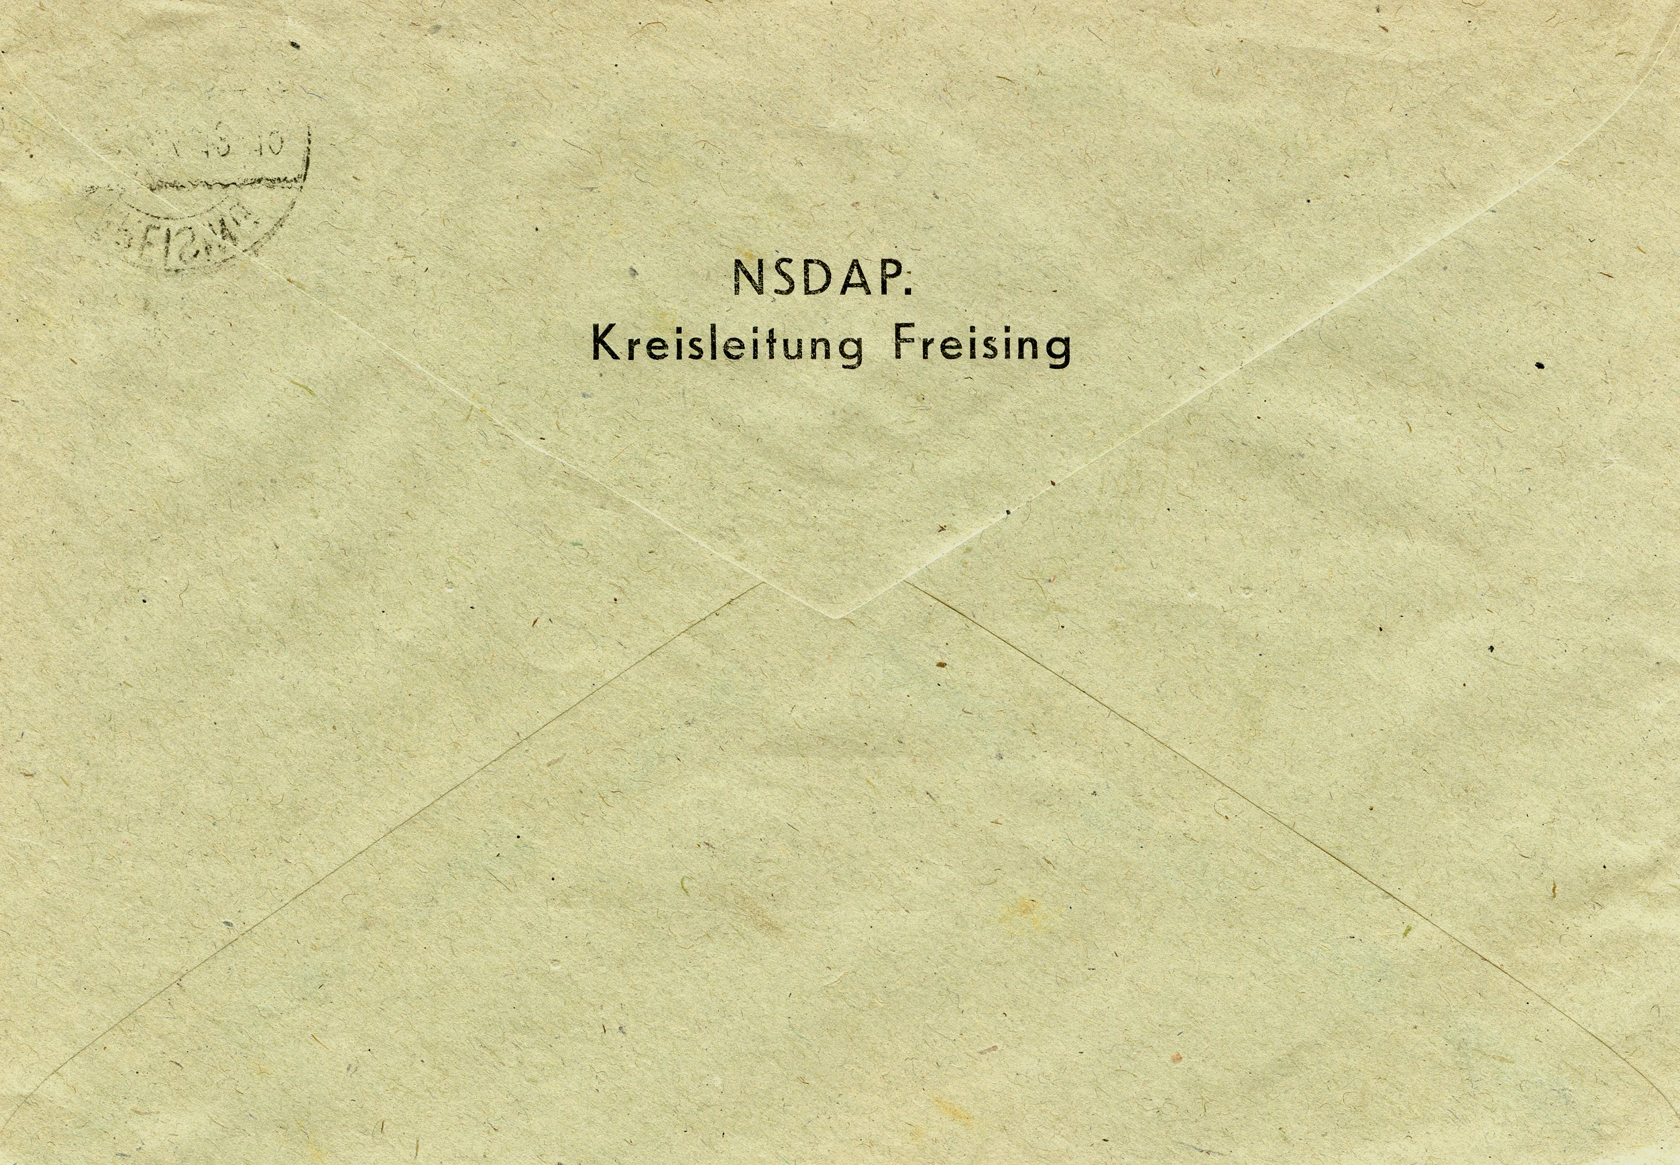 NSDAP.
Kreisleitung Freising